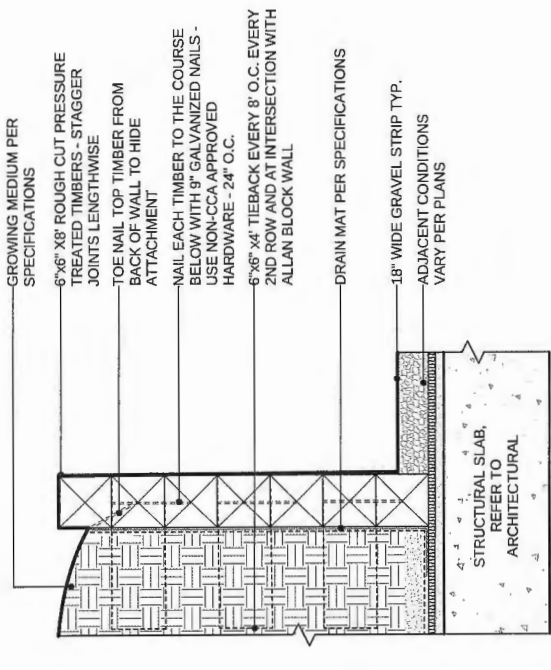 GROWING MEDIUM PER
SPECIFICATIONS
6"x6" X8' ROUGH CUT PRESSURE
TREATED TIMBERS - STAGGER
JOINTS LENGTHWISE
TOE NAIL TOP TIMBER FROM
BACK OF WALL TO HIDE
ATTACHMENT
NAIL EACH TIMBER TO THE COURSE
BELOW WITH 9" GALVANIZED NAILS -
USE NON-CCA APPROVED
HARDWARE - 24" O.C.
6"x6" x4' TIEBACK EVERY 8' O.C. EVERY
2ND ROW AND AT INTERSECTION WITH
ALLAN BLOCK WALL
DRAIN MAT PER SPECIFICATIONS
18" WIDE GRAVEL STRIP TYP.
ADJACENT CONDITIONS
VARY PER PLANS
STRUCTURAL SLAB,
REFER TO
ARCHITECTURAL